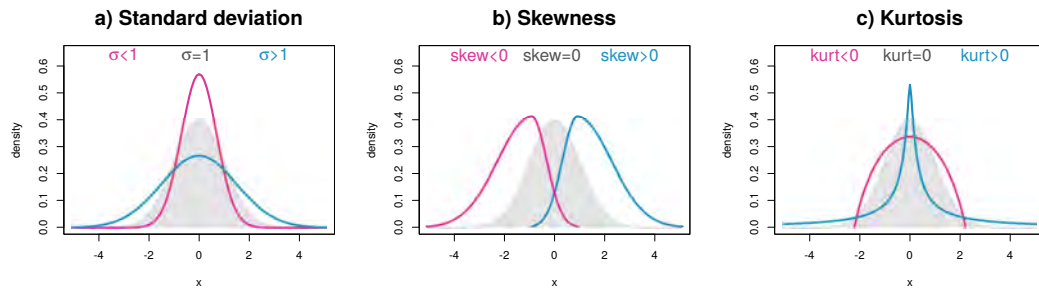 a) Standard deviation
σ<1 σ=1 σ>1
density
0.0 0.1 0.2 0.3 0.4 0.5 0.6
-4 -2 0 2 4
x
b) Skewness
skew<0 skew=0 skew>0
density
0.0 0.1 0.2 0.3 0.4 0.5 0.6
-4 -2 0 2 4
x
c) Kurtosis
kurt<0 kurt=0 kurt>0
density
0.0 0.1 0.2 0.3 0.4 0.5 0.6
-4 -2 0 2 4
x